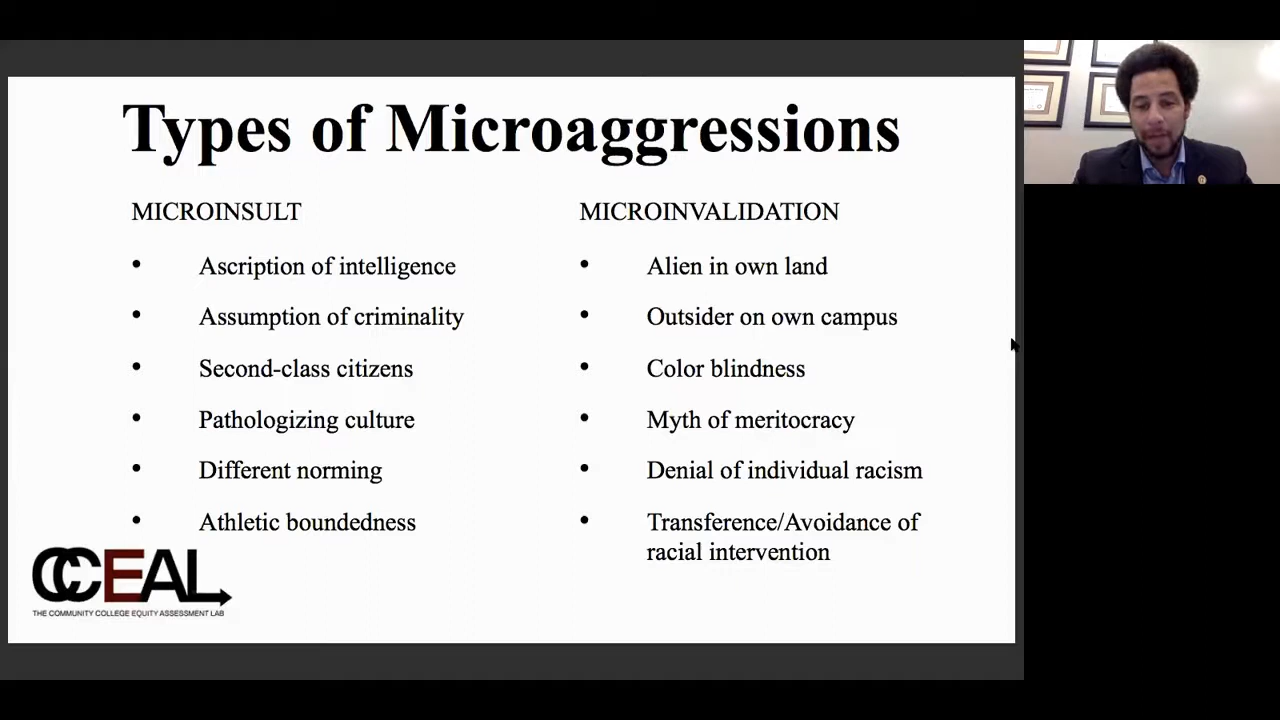 Types of Microaggressions
MICROINSULT
• Ascription of intelligence
• Assumption of criminality
• Second-class citizens
• Pathologizing culture
• Different norming
• Athletic boundedness
MICROINVALIDATION
• Alien in own land
• Outsider on own campus
• Color blindness
• Myth of meritocracy
• Denial of individual racism
• Transference/Avoidance of
racial intervention
CCEAL
THE COMMUNITY COLLEGE EQUITY ASSESSMENT LAB